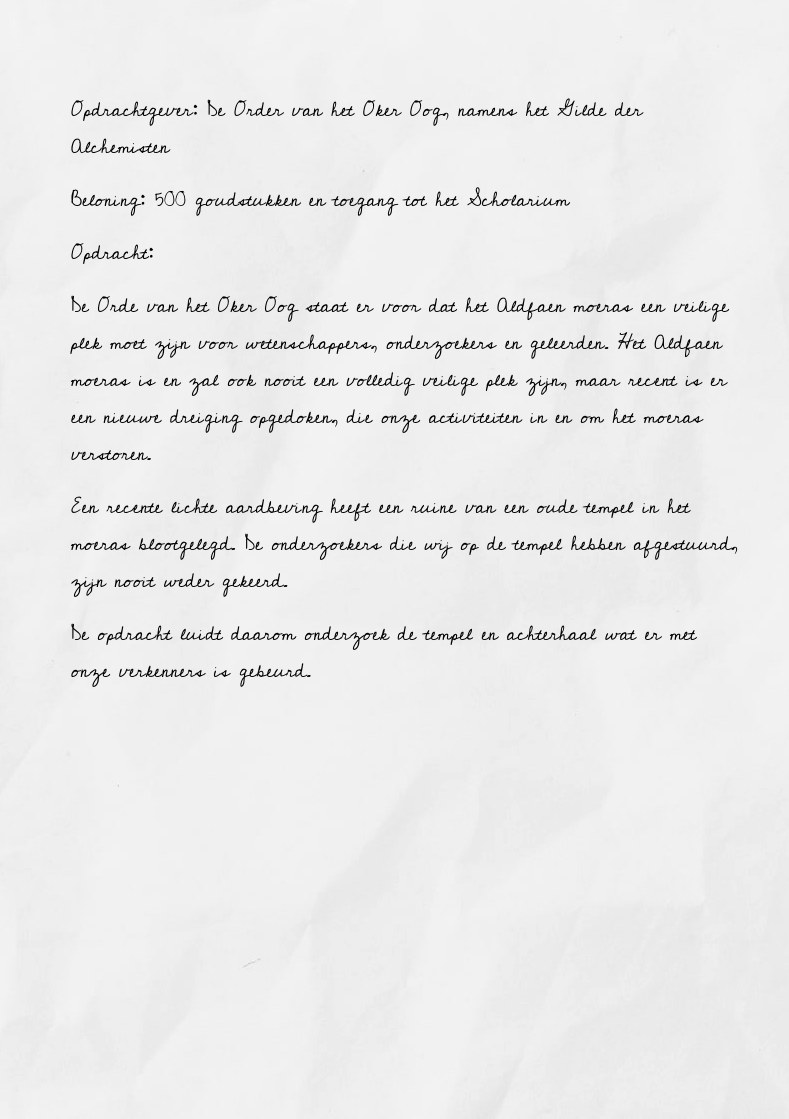 Opdrachtgever: De Order van het Oker Oog, namens het Gilde der
Alchemisten
Beloning: 500 goudstukken en toegang tot het Scholarium
Opdracht:
De Orde van het Oker Oog staat er voor dat het Aldfaen moeras een veilige
plek moet zijn voor wetenschappers, onderzoekers en geleerden. Het Aldfaen
moeras is en zal ook nooit een volledig veilige plek zijn, maar recent is er
een nieuwe dreiging opgedoken, die onze activiteiten in en om het moeras
verstoren.
Een recente lichte aardbeving heeft een ruine van een oude tempel in het
moeras blootgelegd. De onderzoekers die wij op de tempel hebben afgestuurd,
zijn nooit weder gekeerd.
De opdracht luidt daarom onderzoek de tempel en achterhaal wat er met
onze verkenners is gebeurd.